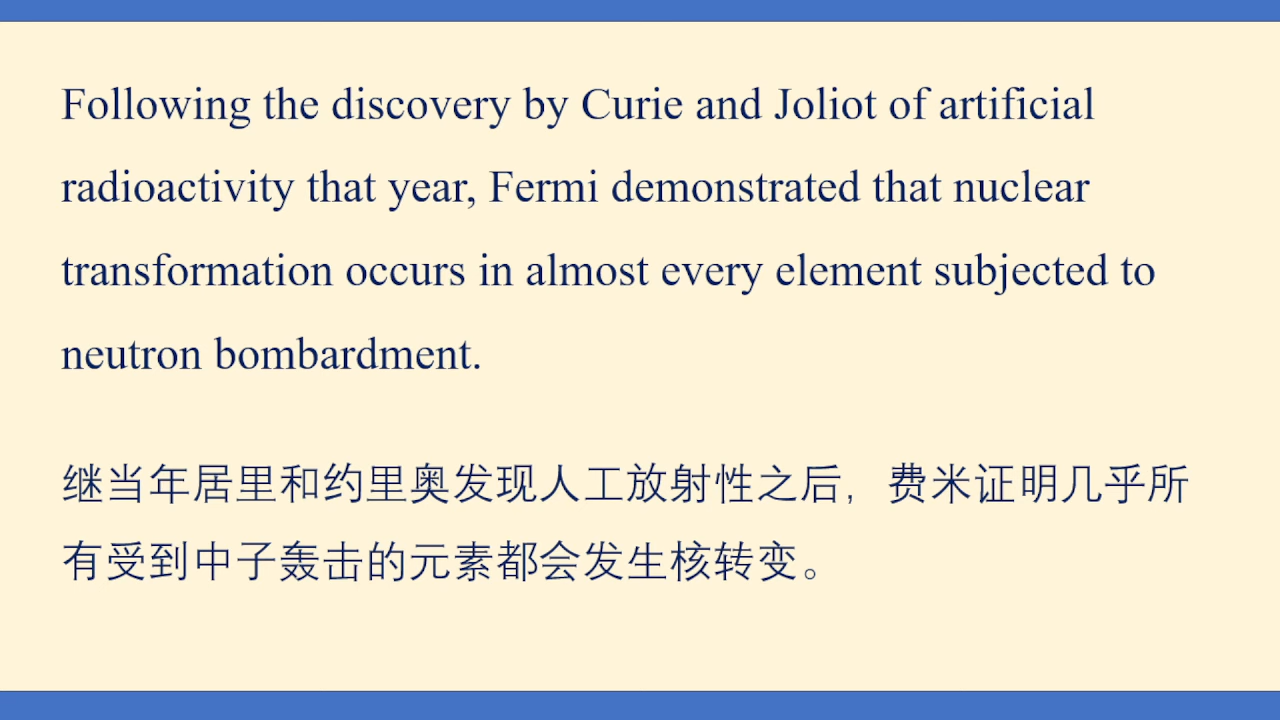 Following the discovery by Curie and Joliot of artificial
radioactivity that year, Fermi demonstrated that nuclear
transformation occurs in almost every element subjected to
neutron bombardment.
继当年居里和约里奥发现人工放射性之后，费米证明几乎所
有受到中子轰击的元素都会发生核转变。